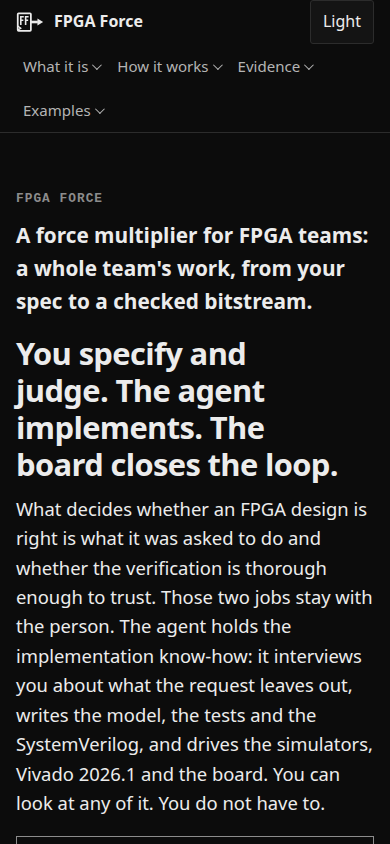 FF FPGA Force
Light
What it is
How it works
Evidence
Examples
FPGA FORCE
A force multiplier for FPGA teams:
a whole team's work, from your
spec to a checked bitstream.
You specify and
judge. The agent
implements. The
board closes the loop.
What decides whether an FPGA design is
right is what it was asked to do and
whether the verification is thorough
enough to trust. Those two jobs stay with
the person. The agent holds the
implementation know-how: it interviews
you about what the request leaves out,
writes the model, the tests and the
SystemVerilog, and drives the simulators,
Vivado 2026.1 and the board. You can
look at any of it. You do not have to.